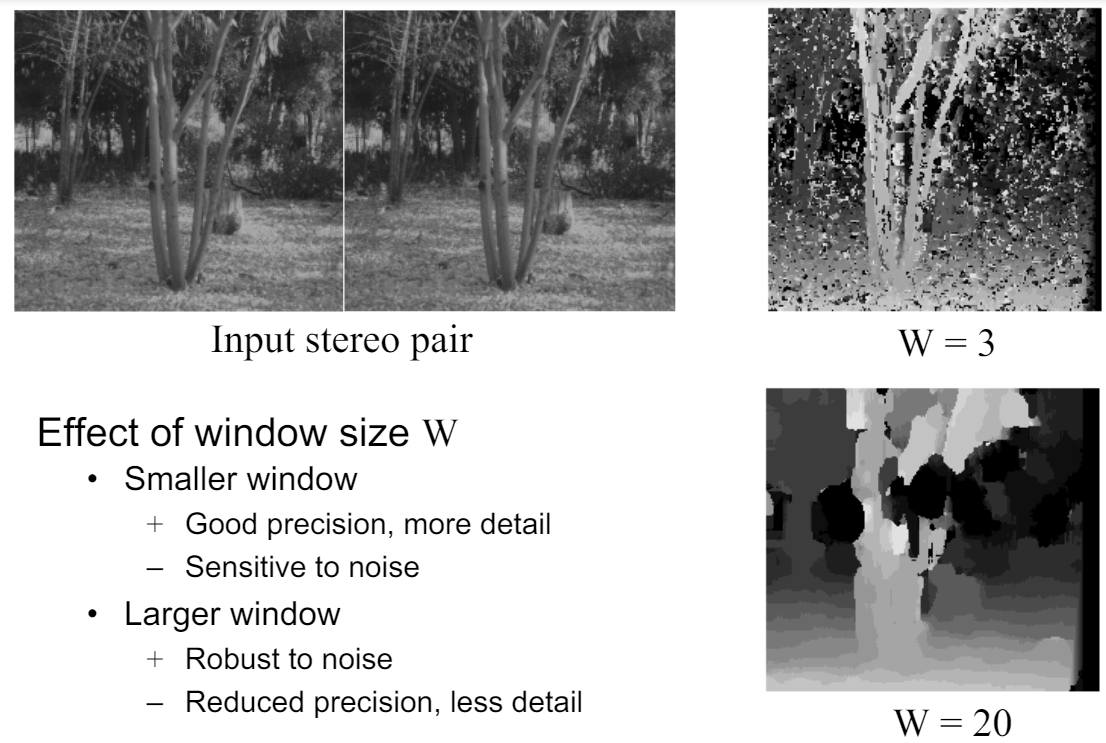 Input stereo pair
W = 3
Effect of window size W
• Smaller window
+ Good precision, more detail
– Sensitive to noise
• Larger window
+ Robust to noise
– Reduced precision, less detail
W = 20